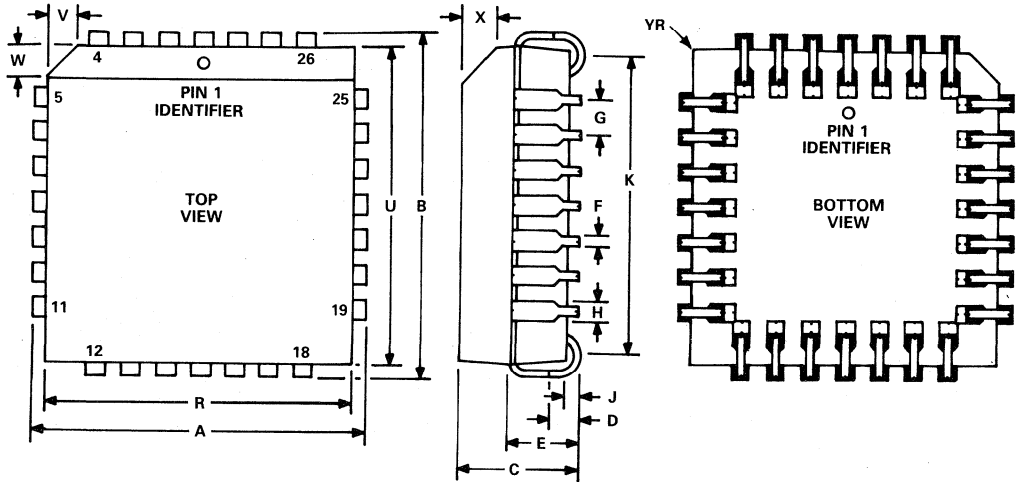 V
W
4
26
5
PIN 1
IDENTIFIER
25
TOP
VIEW
U
B
11
19
12
18
R
A
X
G
K
F
H
J
D
E
C
YR
PIN 1
IDENTIFIER
BOTTOM
VIEW